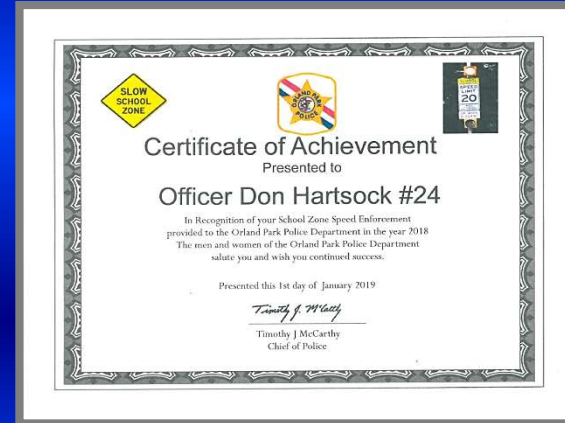 SLOW
SCHOOL
ZONE
ORLAND PARK
POLICE
SPEED
LIMIT
20
Certificate of Achievement
Presented to
Officer Don Hartsock #24
In Recognition of your School Zone Speed Enforcement
provided to the Orland Park Police Department in the year 2018
The men and women of the Orland Park Police Department
salute you and wish you continued success.
Presented this 1st day of January 2019
Timothy J. McCarthy
Timothy J McCarthy
Chief of Police